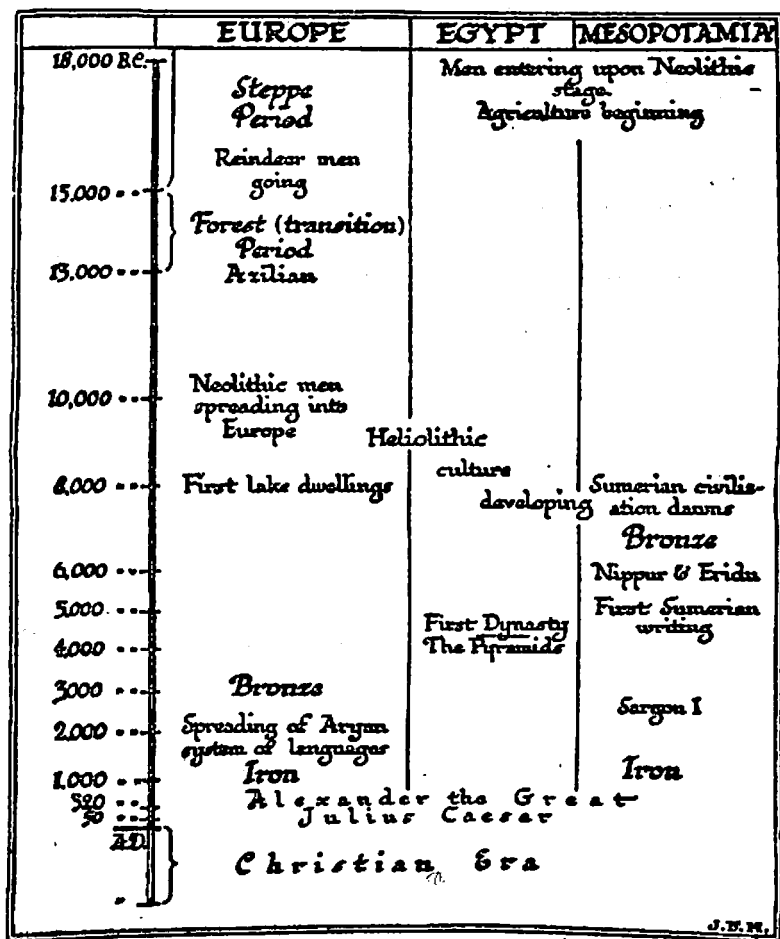 EUROPE EGYPT MESOPOTAMIA
18,000 B.C.
Men entering upon Neolithic
stage.
Agriculture beginning
Steppe
Period
Reindeer men
going
15,000
Forest (transition)
Period
13,000
Azilian
10,000
Neolithic men
spreading into
Europe
Heliolithic
culture
developing
8,000
First lake dwellings
Sumerian civilis-
ation dawns
Bronze
6,000
Nippur & Eridu
5,000
First Sumerian
writing
First Dynasty
The Pyramids
4,000
3000
Bronze
Sargon I
2,000
Spreading of Aryan
system of languages
1,000
Iron
Iron
Alexander the Great
50
Julius Caesar
A.D.
Christian Era
J.F.H.